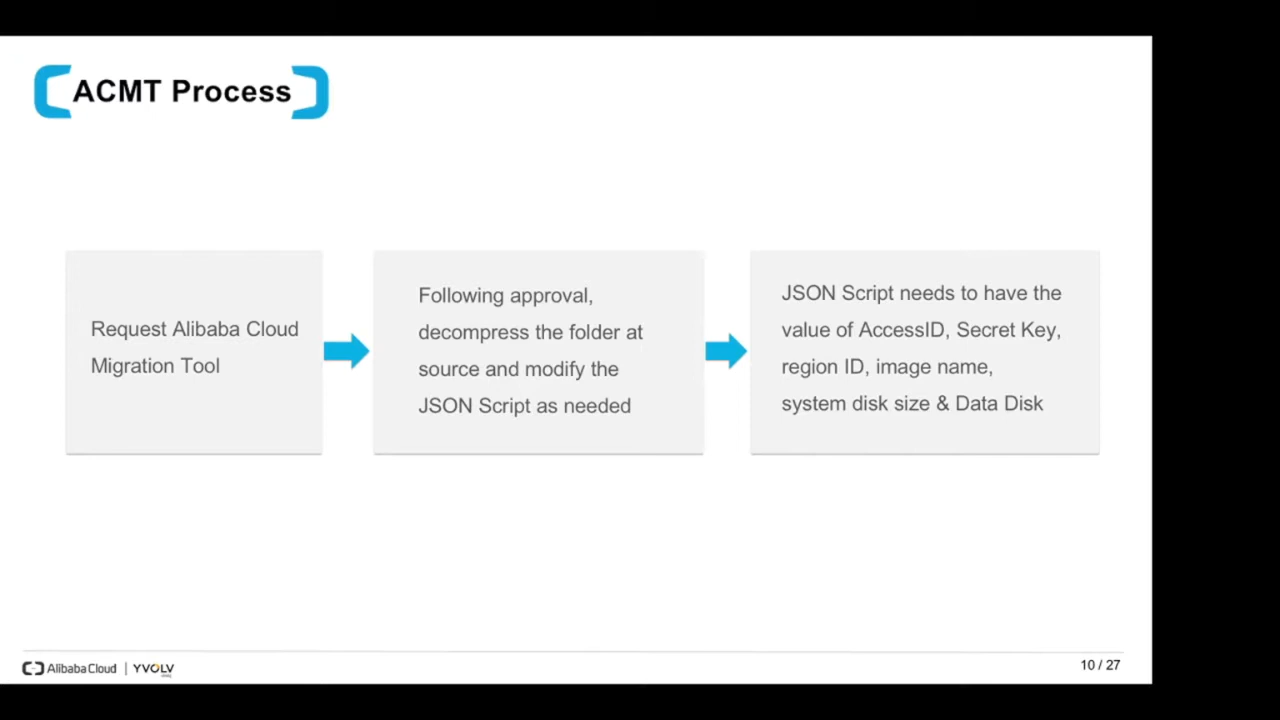 ACMT Process
Request Alibaba Cloud
Migration Tool
Following approval,
decompress the folder at
source and modify the
JSON Script as needed
JSON Script needs to have the
value of AccessID, Secret Key,
region ID, image name,
system disk size & Data Disk
Alibaba Cloud | YVOLV
10 / 27